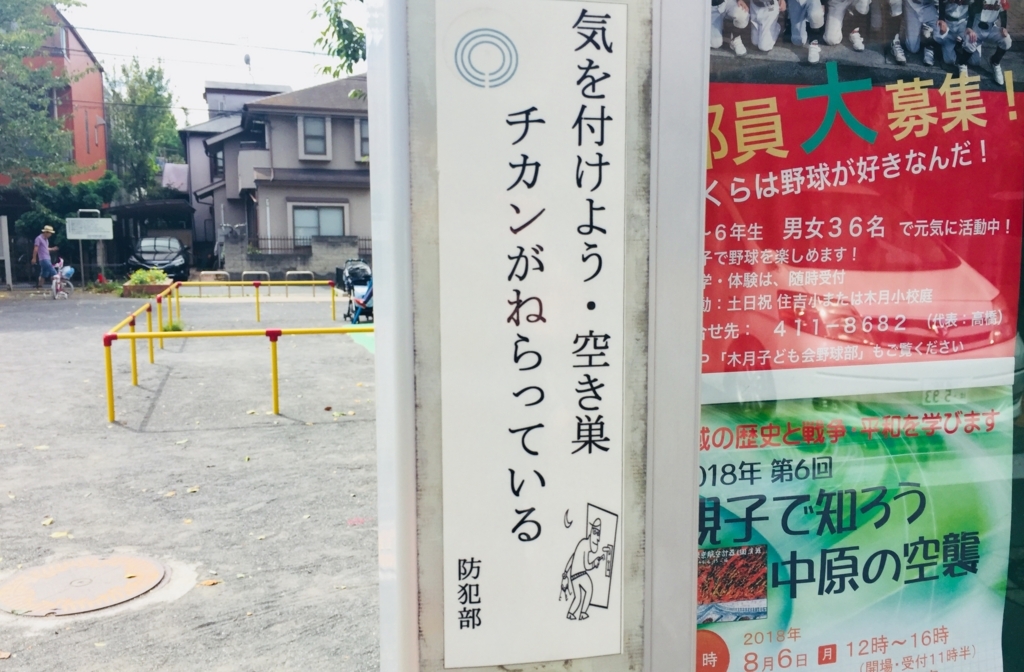 気を付けよう・空き巣
チカンがねらっている
防犯部
部員大募集！
くらは野球が好きなんだ！
～6年生 男女36名 で元気に活動中！
子で野球を楽しめます！
学・体験は、随時受付
動：土日祝 住吉小または木月小校庭
合せ先： 411-8682 （代表：高橋）
P「木月子ども会野球部」もご覧ください
域の歴史と戦争 平和を学びます
018年 第6回
親子で知ろう
中原の空襲
時
2018年
8月6日 月 12時～16時
（開場・受付11時半）